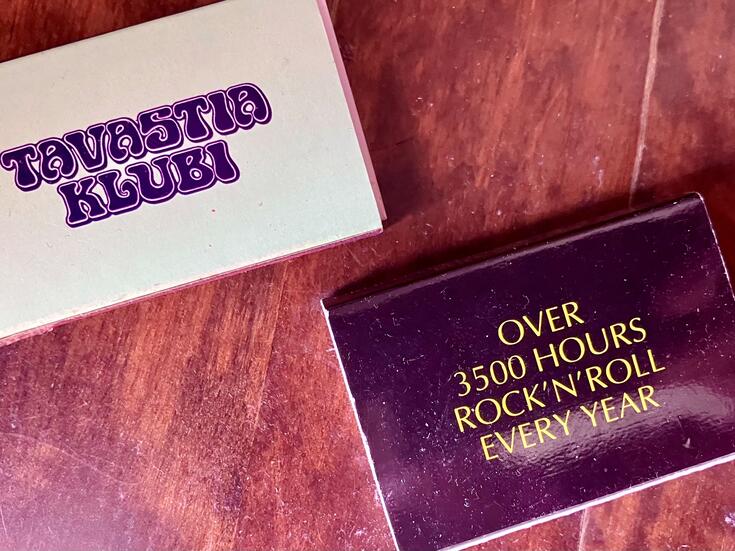 TAVASTIA
KLUBI
OVER
3500 HOURS
ROCK'N'ROLL
EVERY YEAR